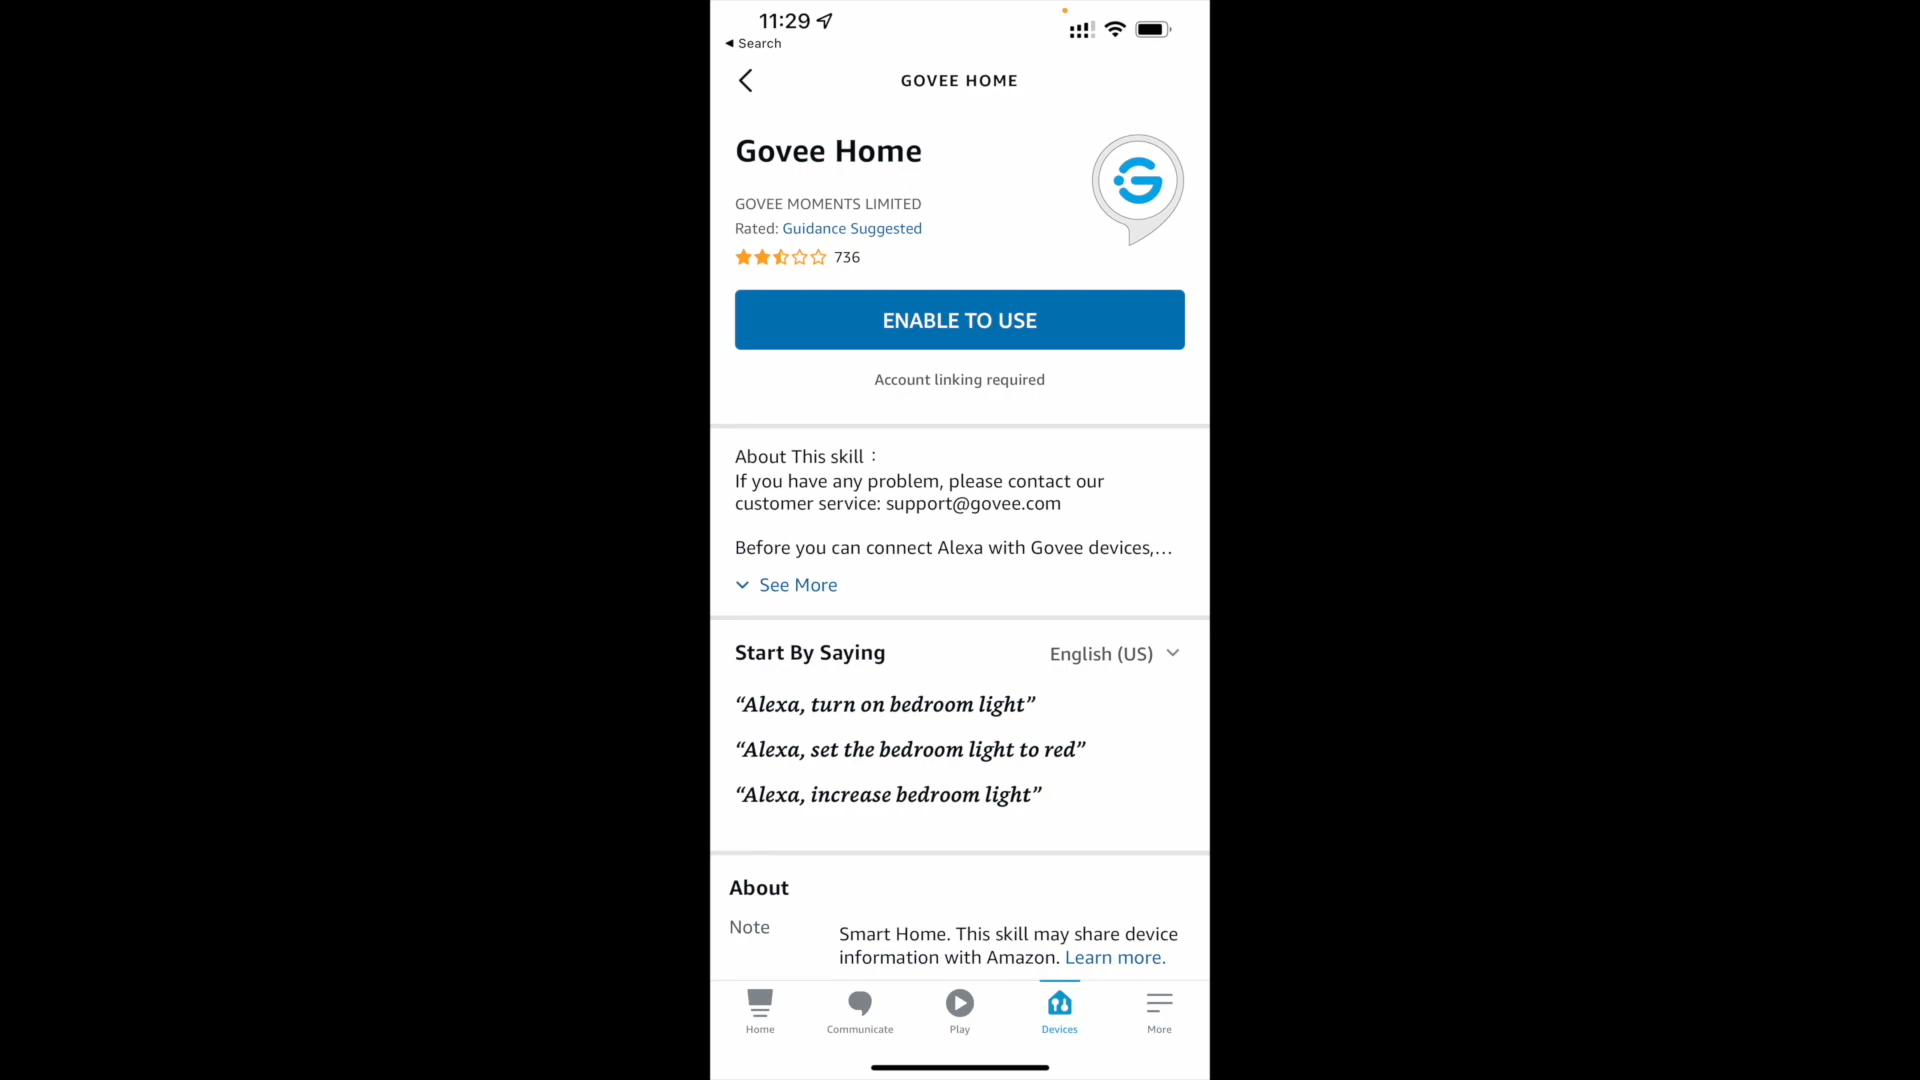 11:29
◀ Search
GOVEE HOME
Govee Home
GOVEE MOMENTS LIMITED
Rated: Guidance Suggested
736
ENABLE TO USE
Account linking required
About This skill：
If you have any problem, please contact our
customer service: support@govee.com
Before you can connect Alexa with Govee devices,...
See More
Start By Saying
English (US)
“Alexa, turn on bedroom light”
“Alexa, set the bedroom light to red”
“Alexa, increase bedroom light”
About
Note
Smart Home. This skill may share device
information with Amazon. Learn more.
Home
Communicate
Play
Devices
More